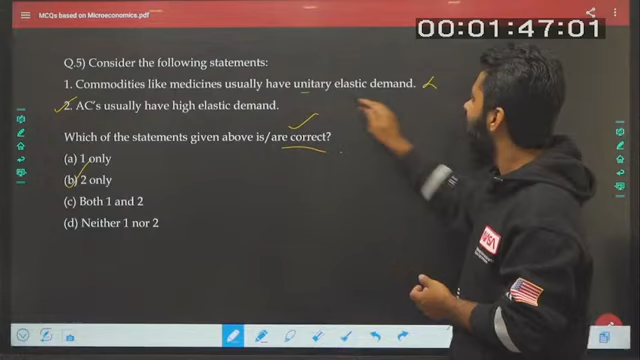 MCQs based on Microeconomics.pdf
00:01:47:01
Q.5) Consider the following statements:
1. Commodities like medicines usually have unitary elastic demand.
2. AC's usually have high elastic demand.
Which of the statements given above is/are correct?
(a) 1 only
(b) 2 only
(c) Both 1 and 2
(d) Neither 1 nor 2